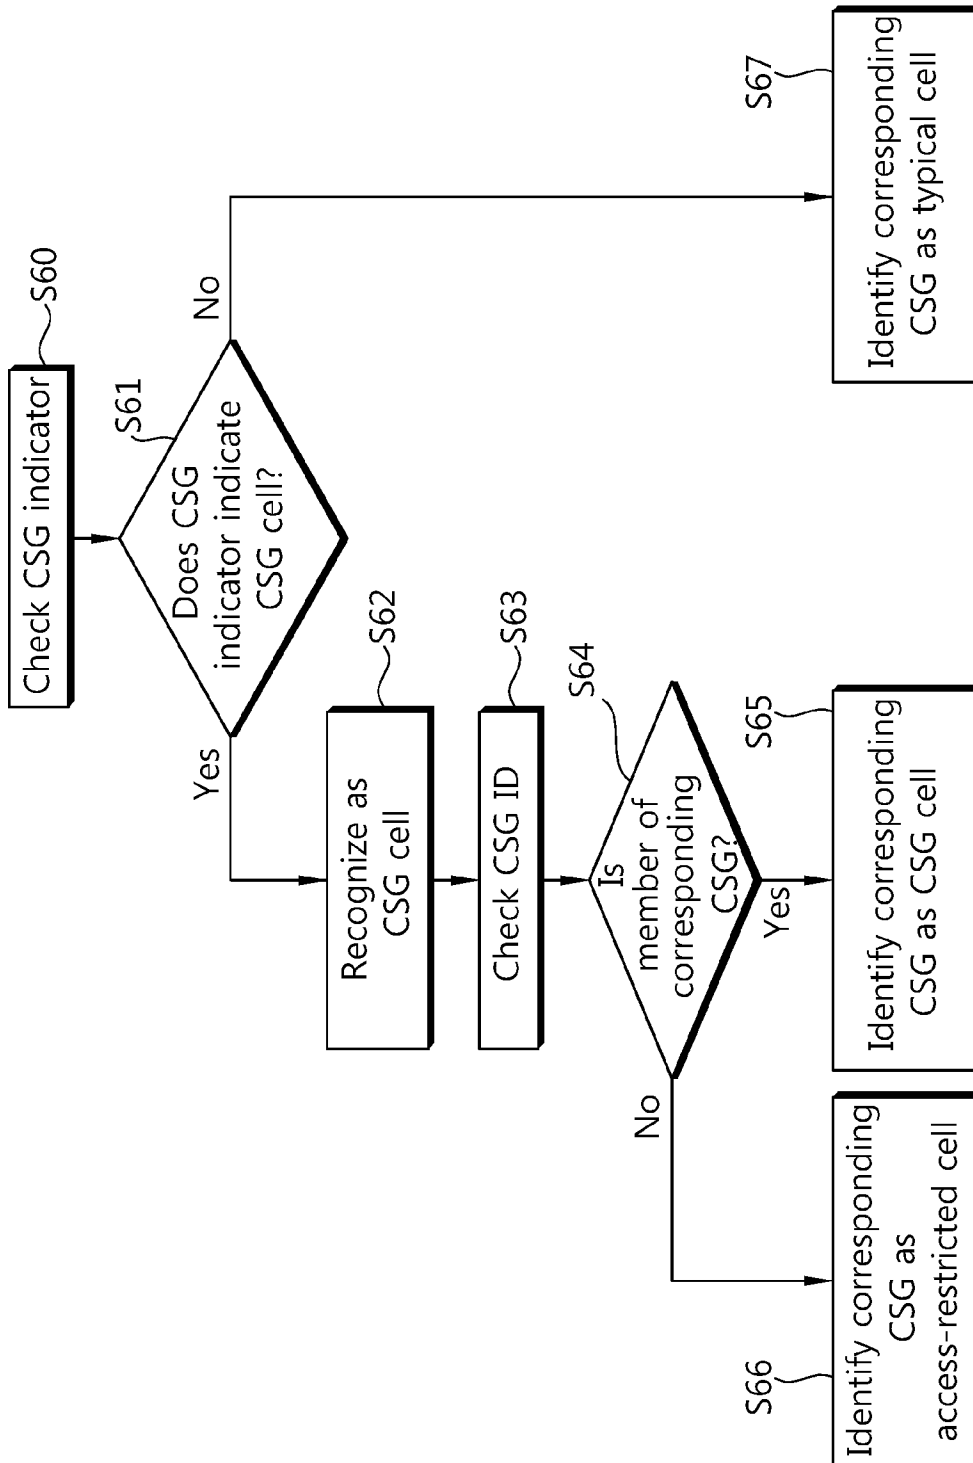 Check CSG indicator
S60
Does CSG
indicator indicate
CSG cell?
S61
Yes
No
Recognize as
CSG cell
S62
Check CSG ID
S63
Is
member of
corresponding
CSG?
S64
No
Yes
Identify corresponding
CSG as
access-restricted cell
S66
Identify corresponding
CSG as CSG cell
S65
Identify corresponding
CSG as typical cell
S67